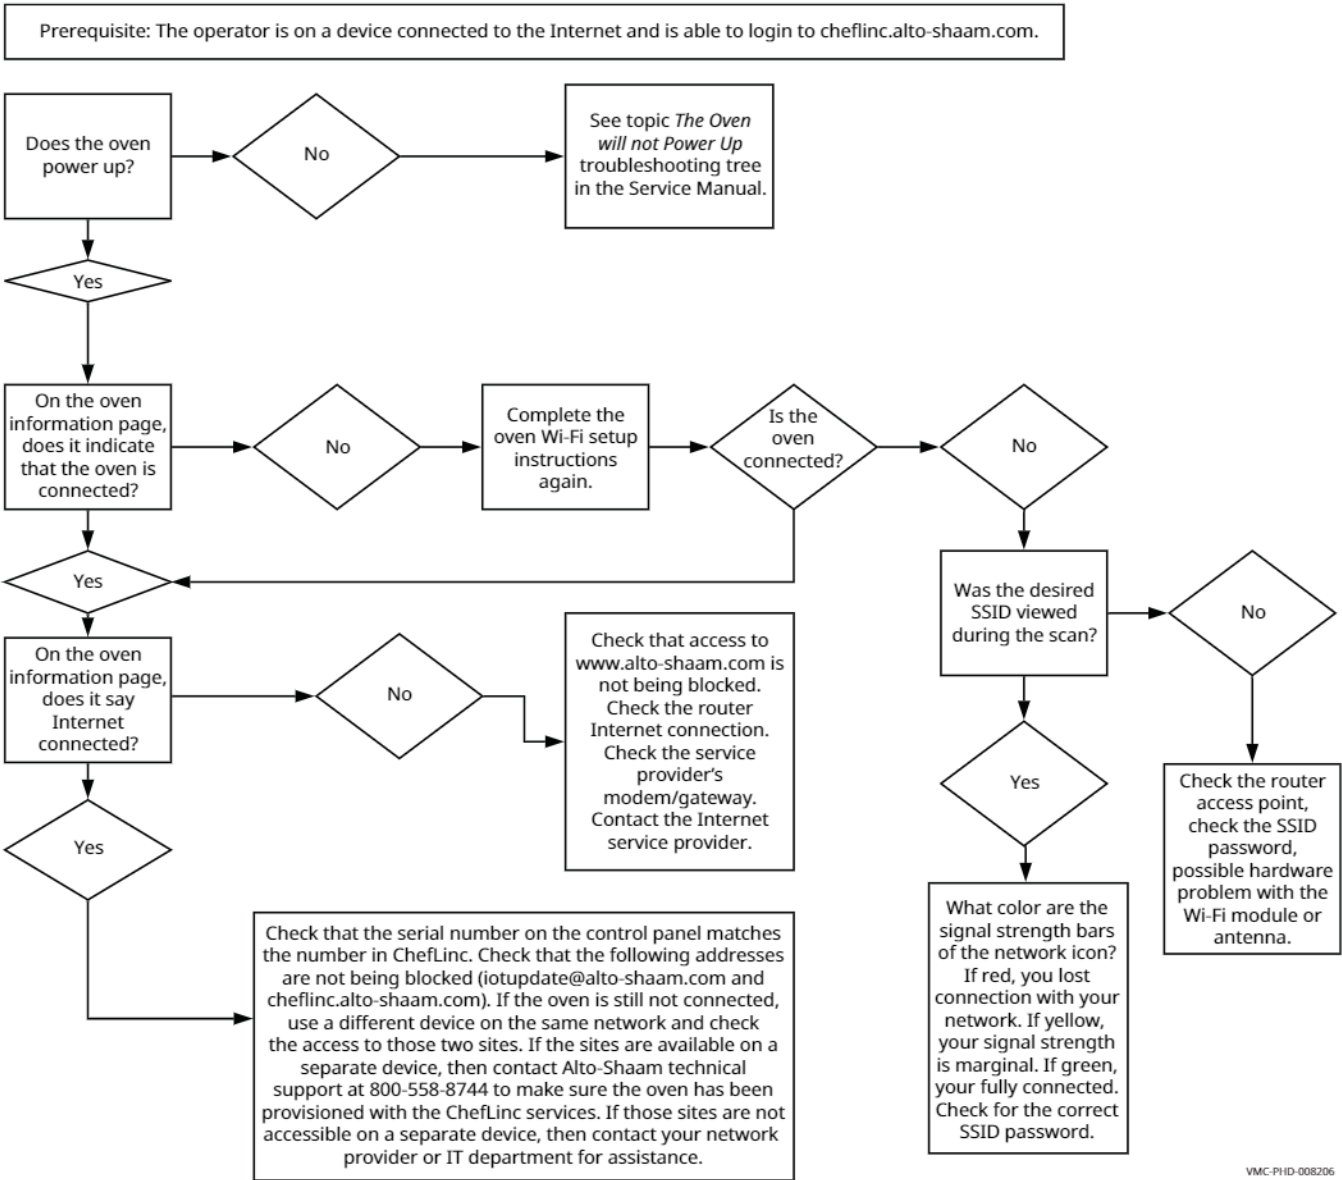 Prerequisite: The operator is on a device connected to the Internet and is able to login to cheflinc.alto-shaam.com.
Does the oven
power up?
No
See topic The Oven
will not Power Up
troubleshooting tree
in the Service Manual.
Yes
On the oven
information page,
does it indicate
that the oven is
connected?
No
Complete the
oven Wi-Fi setup
instructions
again.
Is the
oven
connected?
No
Yes
Was the desired
SSID viewed
during the scan?
No
On the oven
information page,
does it say
Internet
connected?
No
Check that access to
www.alto-shaam.com is
not being blocked.
Check the router
Internet connection.
Check the service
provider's
modem/gateway.
Contact the Internet
service provider.
Yes
Check the router
access point,
check the SSID
password,
possible hardware
problem with the
Wi-Fi module or
antenna.
Yes
What color are the
signal strength bars
of the network icon?
If red, you lost
connection with your
network. If yellow,
your signal strength
is marginal. If green,
your fully connected.
Check for the correct
SSID password.
Check that the serial number on the control panel matches
the number in ChefLinc. Check that the following addresses
are not being blocked (iotupdate@alto-shaam.com and
cheflinc.alto-shaam.com). If the oven is still not connected,
use a different device on the same network and check
the access to those two sites. If the sites are available on a
separate device, then contact Alto-Shaam technical
support at 800-558-8744 to make sure the oven has been
provisioned with the ChefLinc services. If those sites are not
accessible on a separate device, then contact your network
provider or IT department for assistance.
VMC-PHD-008206